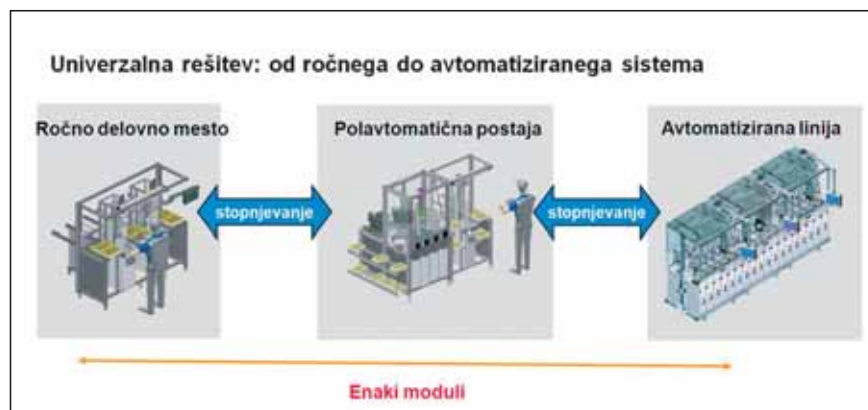 Univerzalna rešitev: od ročnega do avtomatiziranega sistema
Ročno delovno mesto
Polavtomatična postaja
Avtomatizirana linija
stopnjevanje
stopnjevanje
Enaki moduli